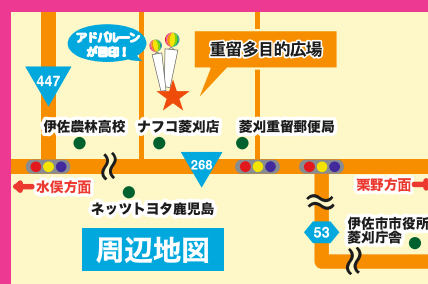 アドバルーン
が目印！
重留多目的広場
447
伊佐農林高校
ナフコ菱刈店
菱刈重留郵便局
268
水俣方面
栗野方面
ネッツトヨタ鹿児島
53
伊佐市市役所
菱刈庁舎
周辺地図